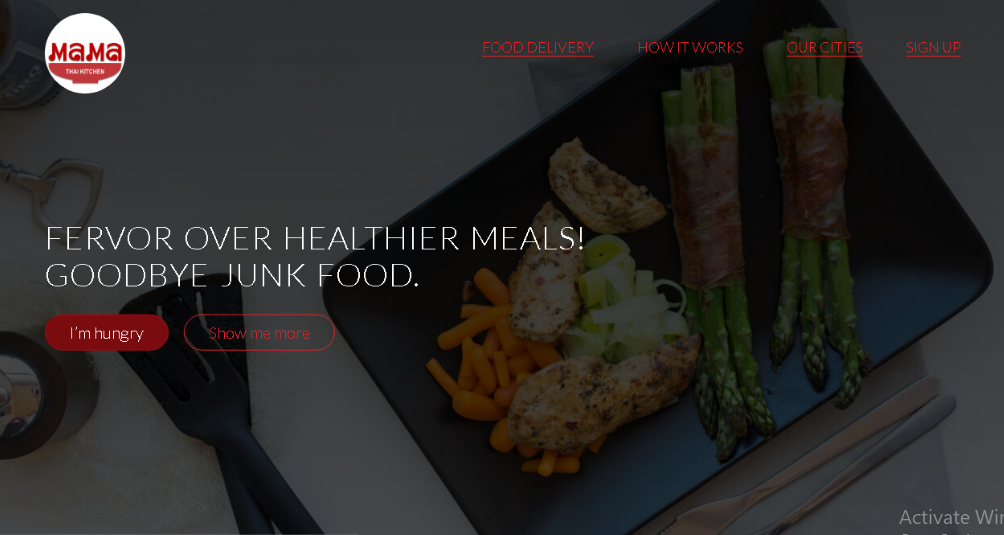 MaMa
THAI KITCHEN
FOOD DELIVERY HOW IT WORKS OUR CITIES SIGN UP
FERVOR OVER HEALTHIER MEALS!
GOODBYE JUNK FOOD.
I'm hungry Show me more
Activate Win